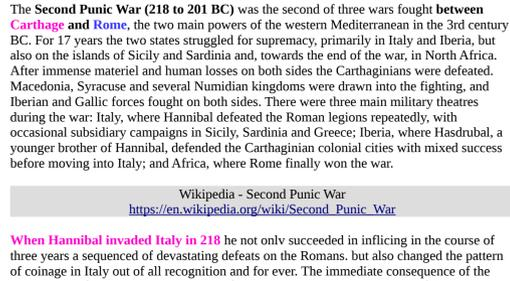 The Second Punic War (218 to 201 BC) was the second of three wars fought between
Carthage and Rome, the two main powers of the western Mediterranean in the 3rd century
BC. For 17 years the two states struggled for supremacy, primarily in Italy and Iberia, but
also on the islands of Sicily and Sardinia and, towards the end of the war, in North Africa.
After immense materiel and human losses on both sides the Carthaginians were defeated.
Macedonia, Syracuse and several Numidian kingdoms were drawn into the fighting, and
Iberian and Gallic forces fought on both sides. There were three main military theatres
during the war: Italy, where Hannibal defeated the Roman legions repeatedly, with
occasional subsidiary campaigns in Sicily, Sardinia and Greece; Iberia, where Hasdrubal, a
younger brother of Hannibal, defended the Carthaginian colonial cities with mixed success
before moving into Italy; and Africa, where Rome finally won the war.
Wikipedia - Second Punic War
https://en.wikipedia.org/wiki/Second_Punic_War
When Hannibal invaded Italy in 218 he not only succeeded in inflicing in the course of
three years a sequenced of devastating defeats on the Romans. but also changed the pattern
of coinage in Italy out of all recognition and for ever. The immediate consequence of the